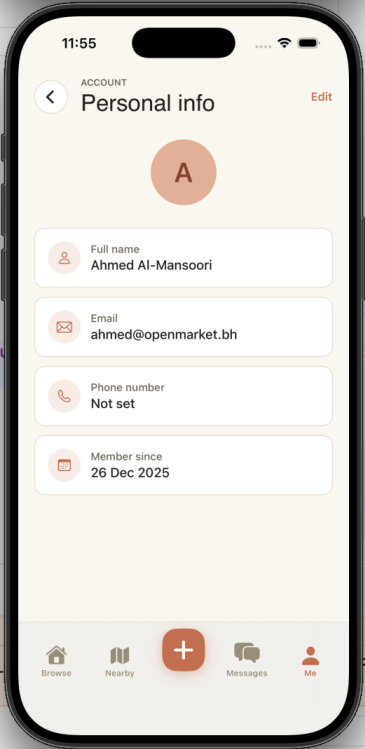 11:55
ACCOUNT
Personal info
Edit
A
Full name
Ahmed Al-Mansoori
Email
ahmed@openmarket.bh
Phone number
Not set
Member since
26 Dec 2025
Browse
Nearby
Messages
Me